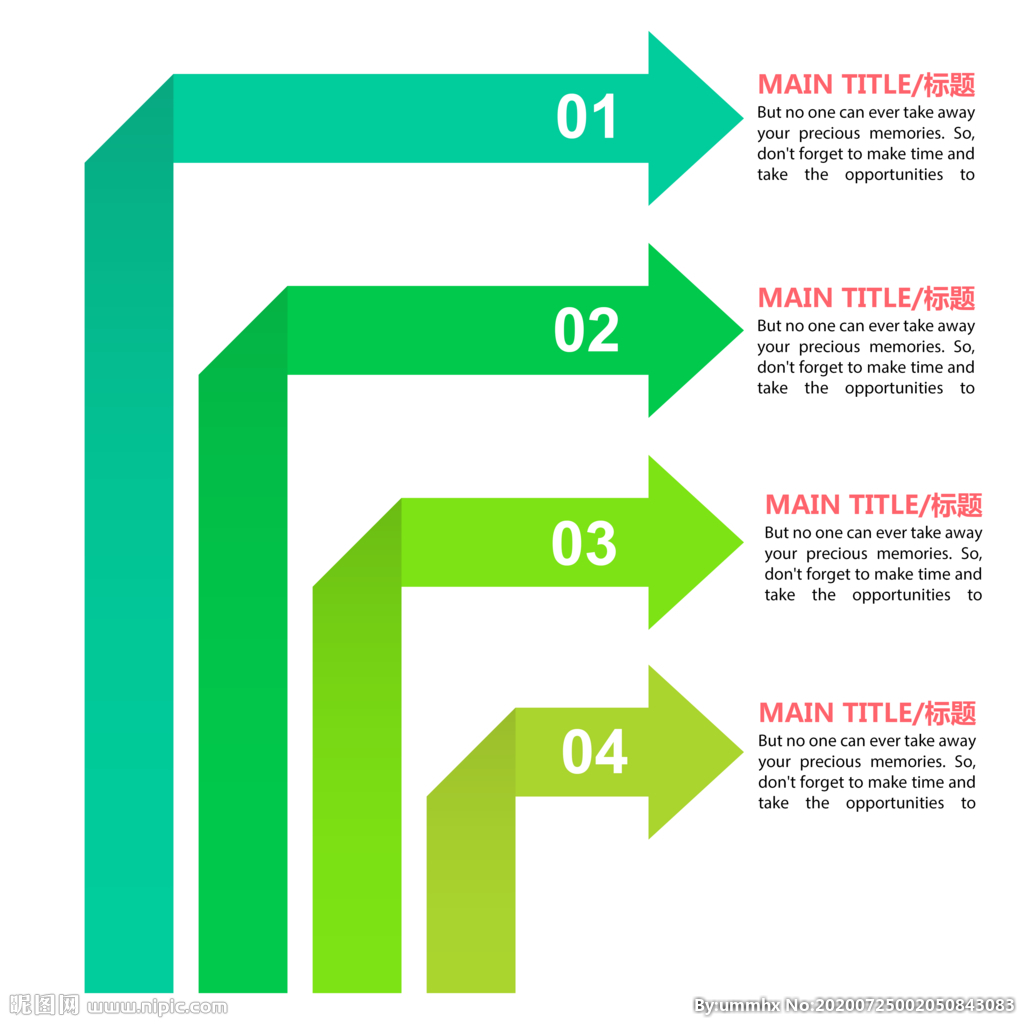 01
MAIN TITLE/标题
But no one can ever take away
your precious memories. So,
don't forget to make time and
take the opportunities to
02
MAIN TITLE/标题
But no one can ever take away
your precious memories. So,
don't forget to make time and
take the opportunities to
03
MAIN TITLE/标题
But no one can ever take away
your precious memories. So,
don't forget to make time and
take the opportunities to
04
MAIN TITLE/标题
But no one can ever take away
your precious memories. So,
don't forget to make time and
take the opportunities to
昵图网 www.nipic.com
By:ummhx No:20200725002050843083